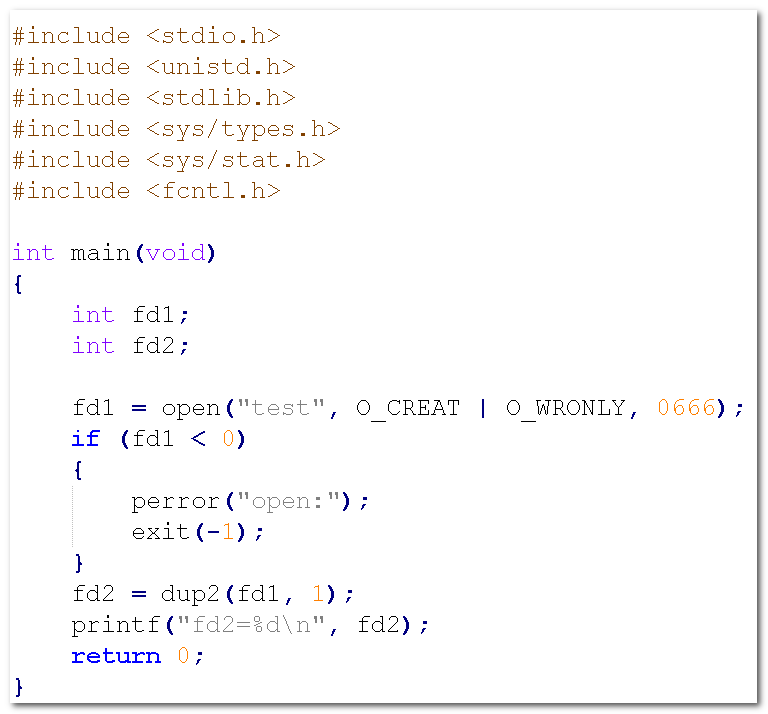 #include <stdio.h>
#include <unistd.h>
#include <stdlib.h>
#include <sys/types.h>
#include <sys/stat.h>
#include <fcntl.h>

int main(void)
{
    int fd1;
    int fd2;

    fd1 = open("test", O_CREAT | O_WRONLY, 0666);
    if (fd1 < 0)
    {
        perror("open:");
        exit(-1);
    }
    fd2 = dup2(fd1, 1);
    printf("fd2=%d\n", fd2);
    return 0;
}